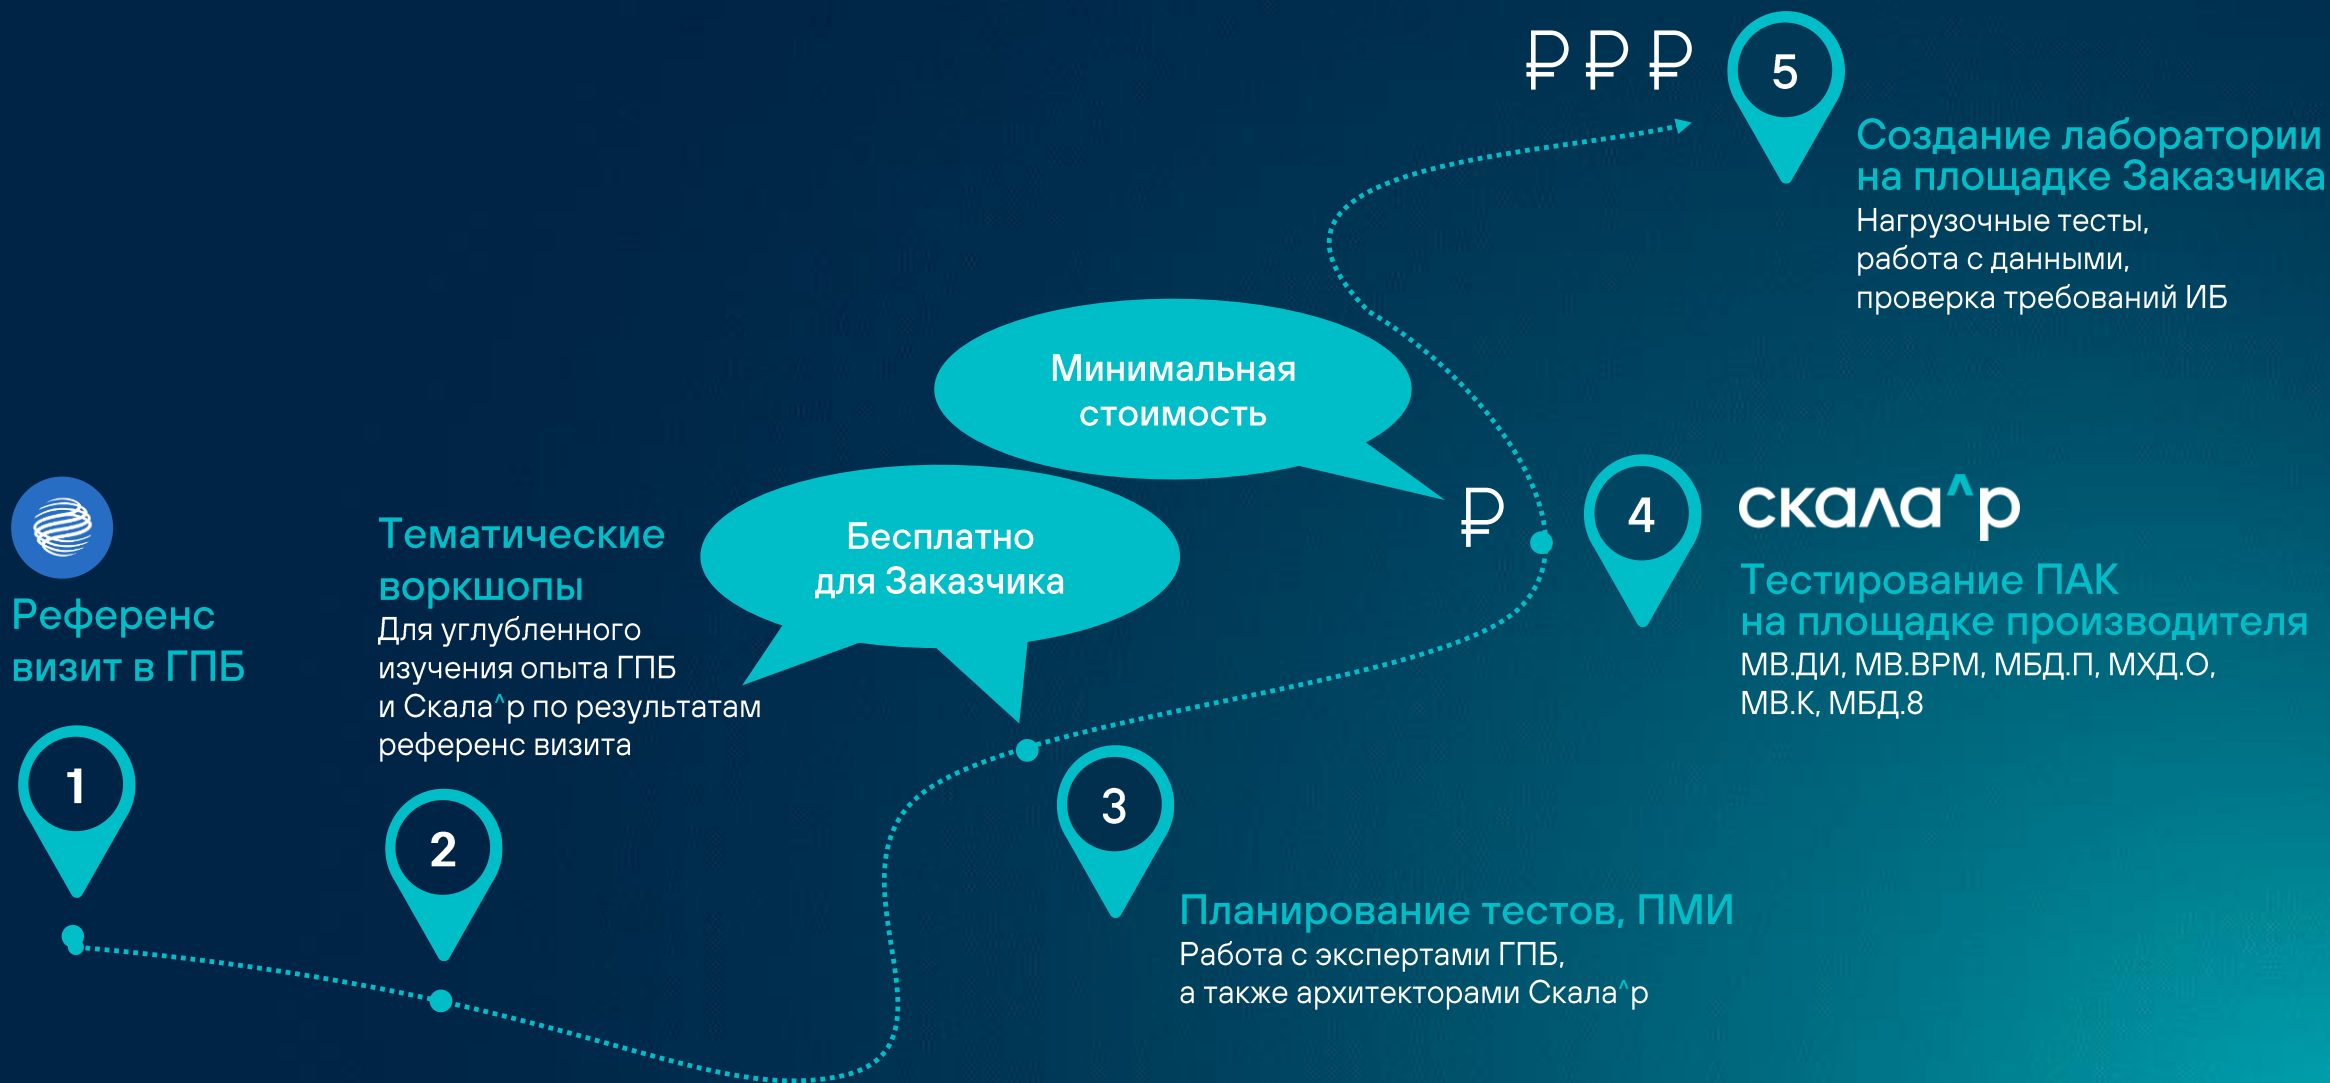 1
Референс
визит в ГПБ
2
Тематические
воркшопы
Для углубленного
изучения опыта ГПБ
и Скала^р по результатам
референс визита
Бесплатно
для Заказчика
3
Планирование тестов, ПМИ
Работа с экспертами ГПБ,
а также архитекторами Скала^р
Минимальная
стоимость
₽
4
скала^р
Тестирование ПАК
на площадке производителя
МВ.ДИ, МВ.ВРМ, МБД.П, МХД.О,
МВ.К, МБД.8
₽ ₽ ₽
5
Создание лаборатории
на площадке Заказчика
Нагрузочные тесты,
работа с данными,
проверка требований ИБ